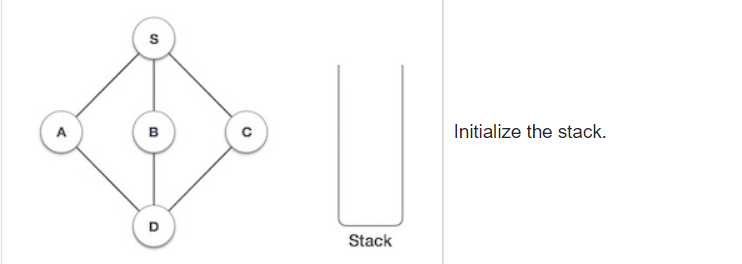 S
A B C
D
Stack
Initialize the stack.